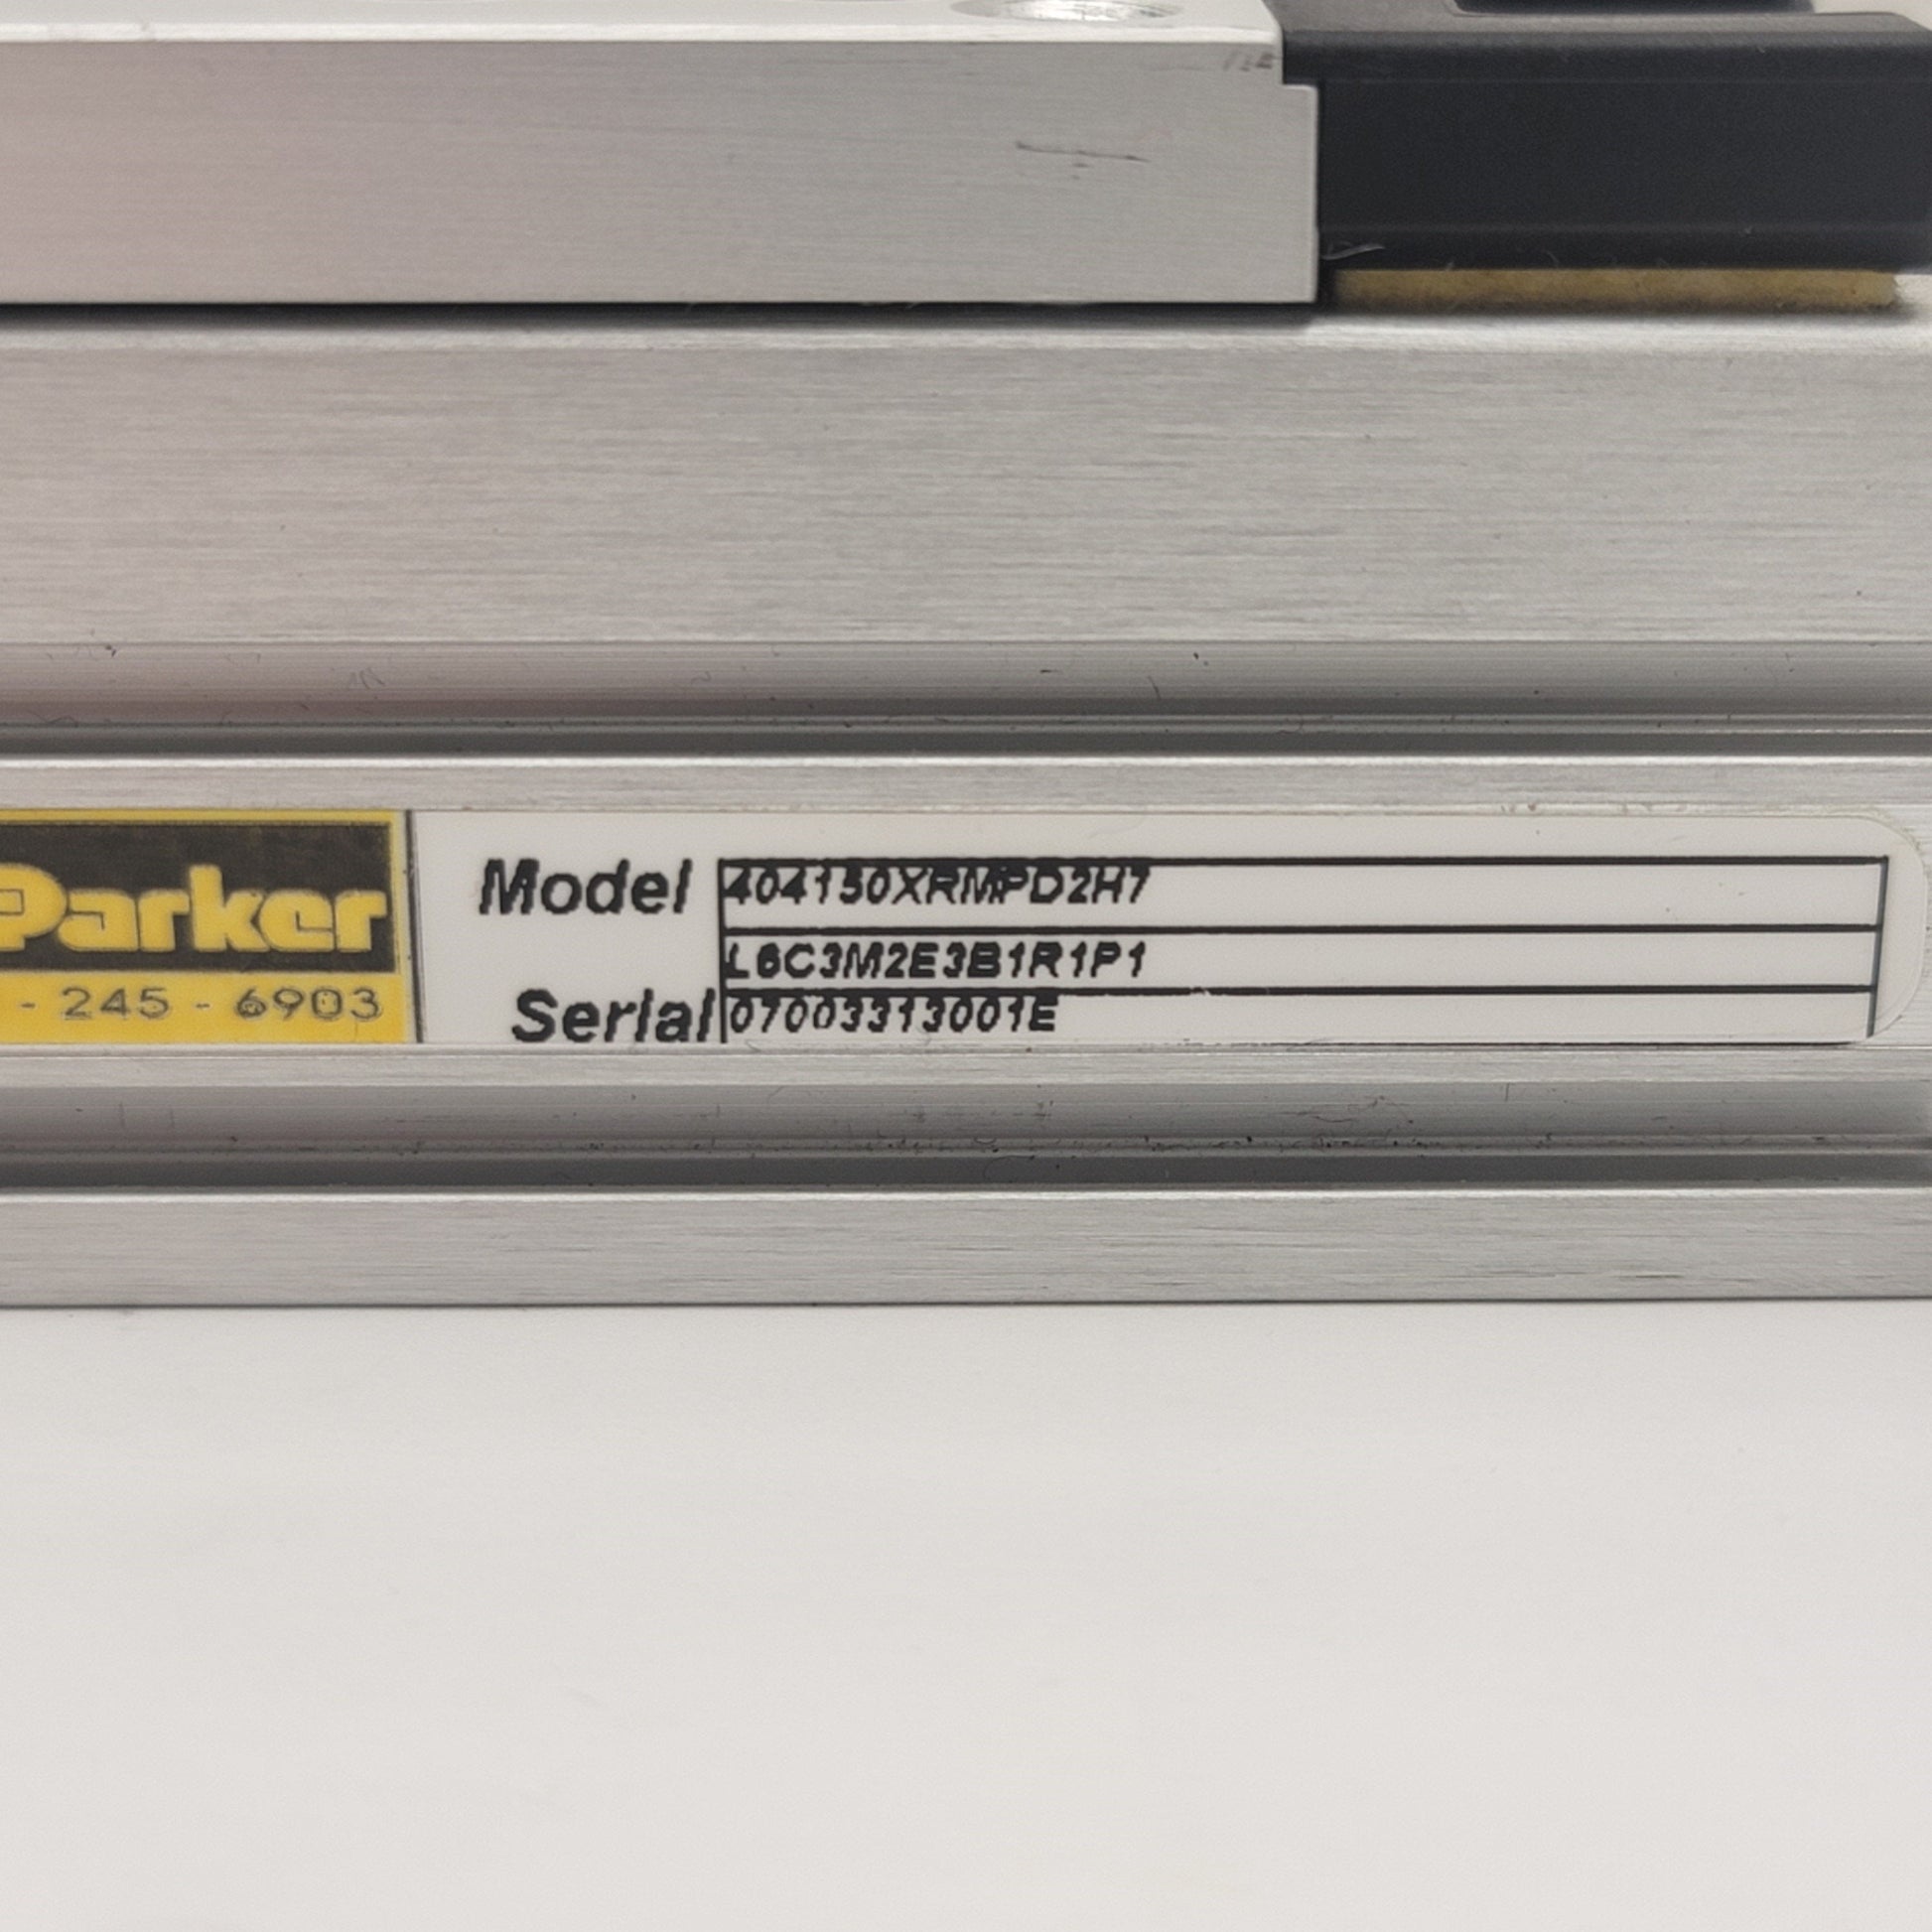 Parker
- 245 - 6903
Model 404150XRMPD2H7
L6C3M2E3B1R1P1
Serial 07003313001E